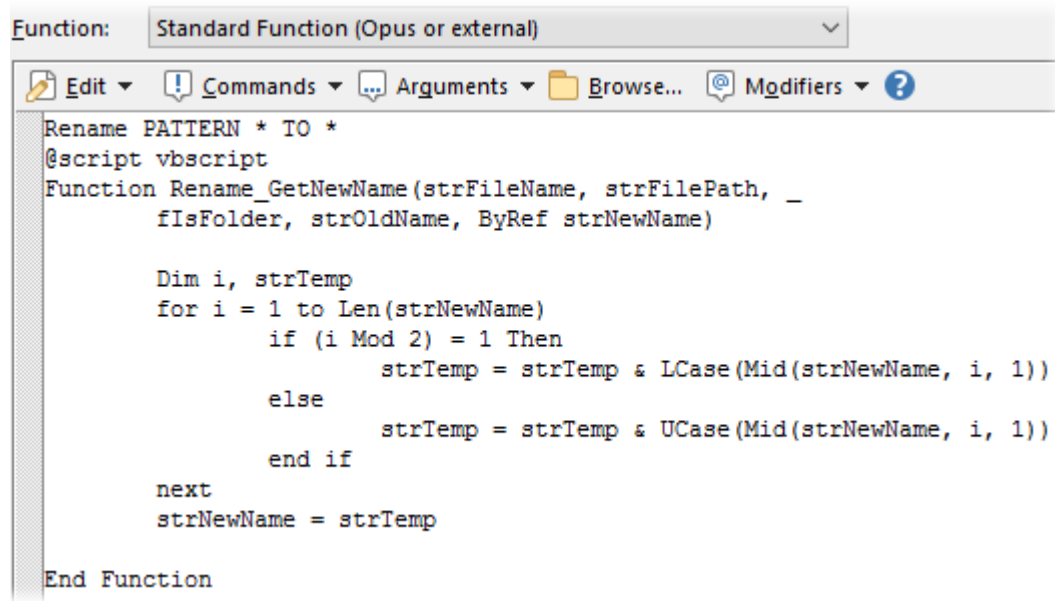 Function: Standard Function (Opus or external)
Edit Commands Arguments Browse... Modifiers
Rename PATTERN * TO *
@script vbscript
Function Rename_GetNewName(strFileName, strFilePath, _
        fIsFolder, strOldName, ByRef strNewName)

        Dim i, strTemp
        for i = 1 to Len(strNewName)
                if (i Mod 2) = 1 Then
                        strTemp = strTemp & LCase(Mid(strNewName, i, 1))
                else
                        strTemp = strTemp & UCase(Mid(strNewName, i, 1))
                end if
        next
        strNewName = strTemp

End Function